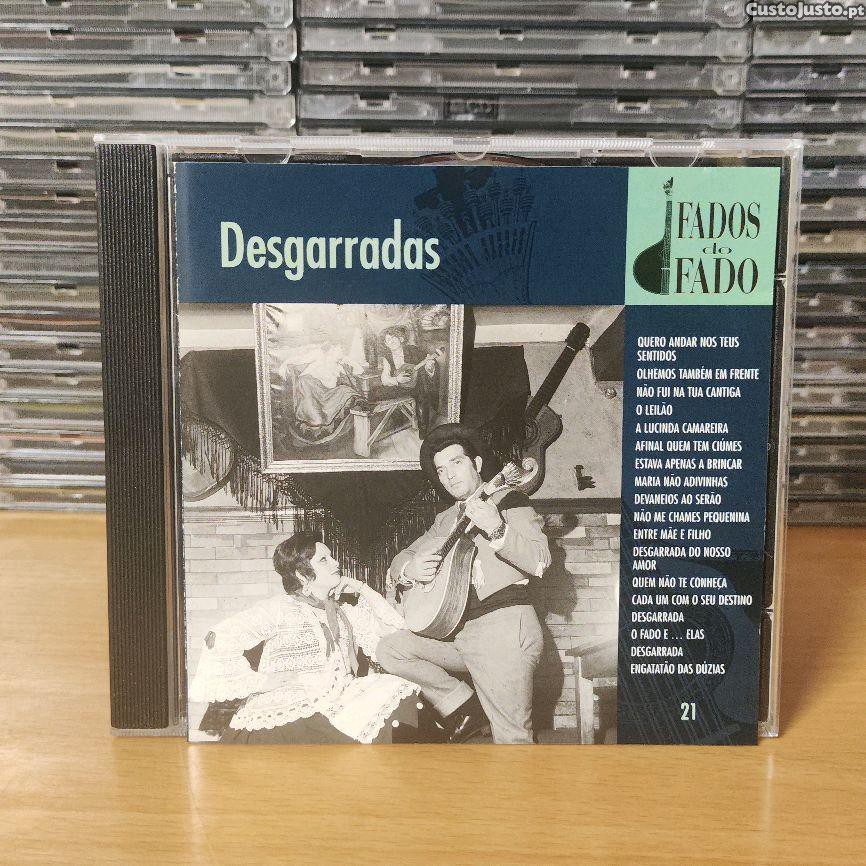 CustoJusto.pt
Desgarradas
FADOS
do
FADO
QUERO ANDAR NOS TEUS
SENTIDOS
OLHEMOS TAMBÉM EM FRENTE
NÃO FUI NA TUA CANTIGA
O LEILÃO
A LUCINDA CAMAREIRA
AFINAL QUEM TEM CIÚMES
ESTAVA APENAS A BRINCAR
MARIA NÃO ADIVINHAS
DEVANEIOS AO SERÃO
NÃO ME CHAMES PEQUENINA
ENTRE MÃE E FILHO
DESGARRADA DO NOSSO
AMOR
QUEM NÃO TE CONHEÇA
CADA UM COM O SEU DESTINO
DESGARRADA
O FADO E ... ELAS
DESGARRADA
ENGATATÃO DAS DÚZIAS
21